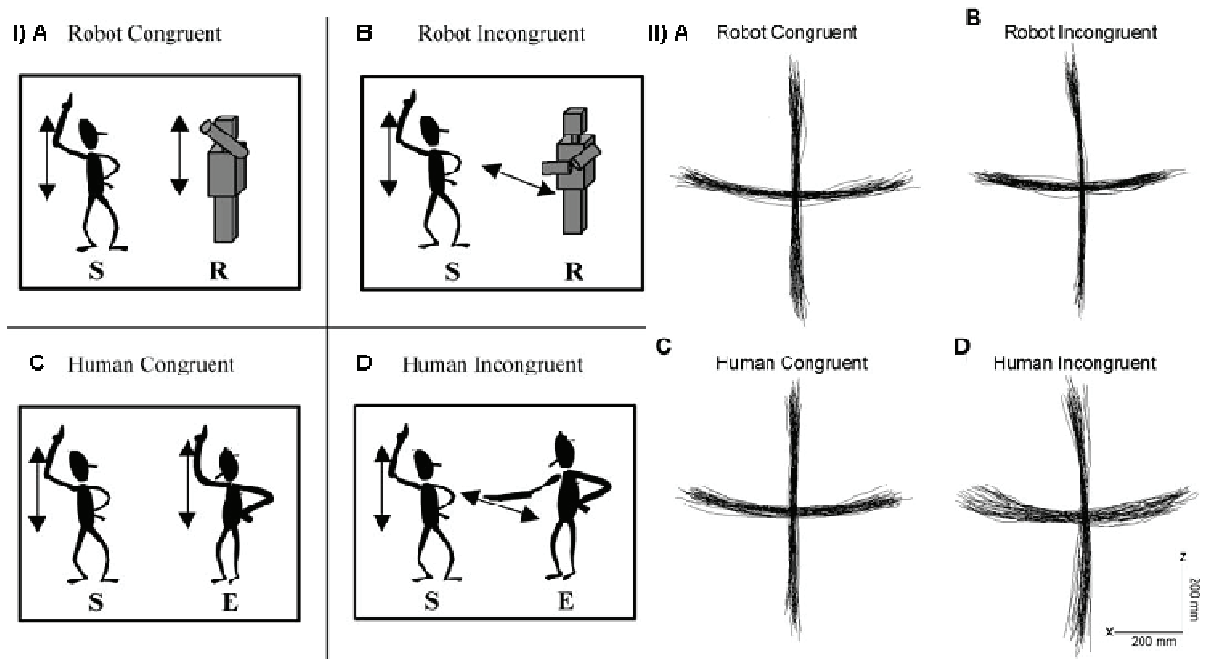 I) A Robot Congruent
S R
B Robot Incongruent
S R
C Human Congruent
S E
D Human Incongruent
S E
II) A Robot Congruent
B
Robot Incongruent
C
Human Congruent
D
Human Incongruent
z
200 mm
x
200 mm